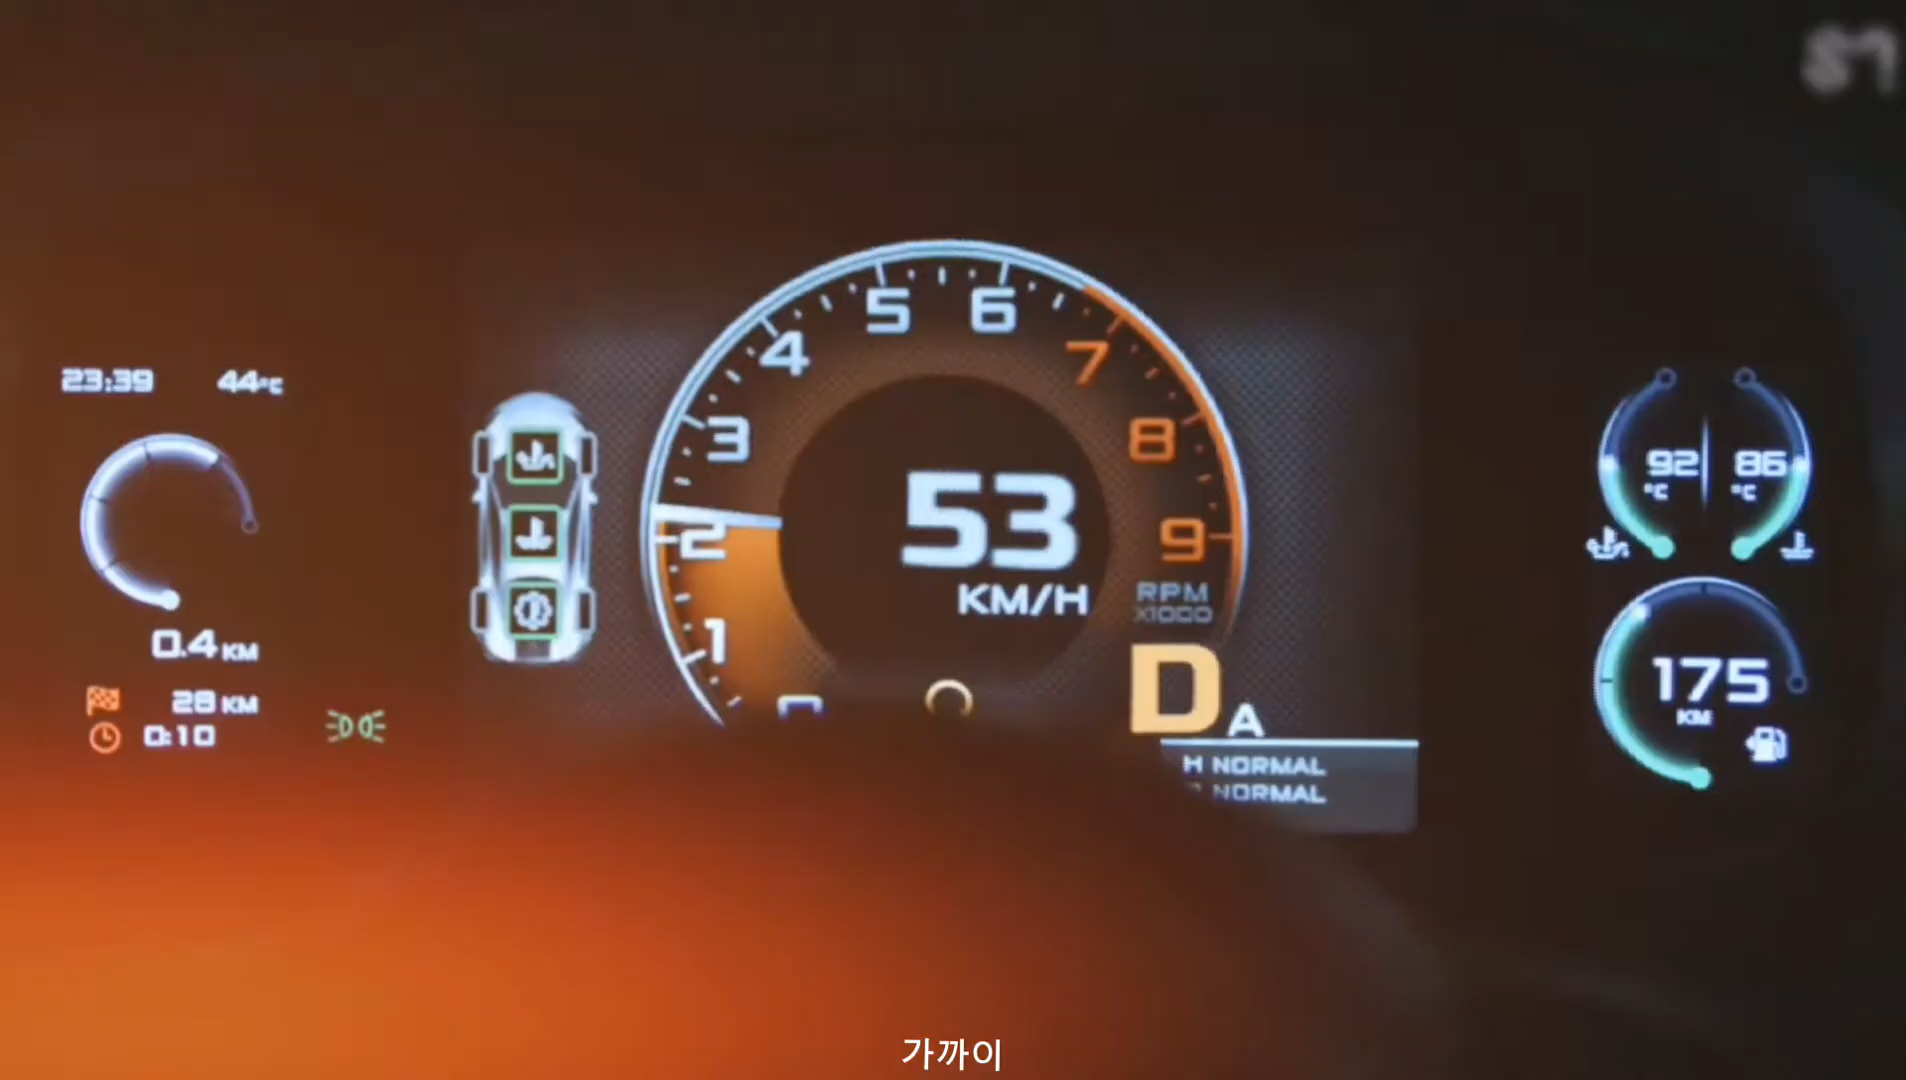 23:39 44°C
0.4 KM
28 KM
0:10
5 6
4 7
3 8
2 9
1
53
KM/H
RPM
X1000
D A
H NORMAL
NORMAL
92 °C 86 °C
175
KM
가까이